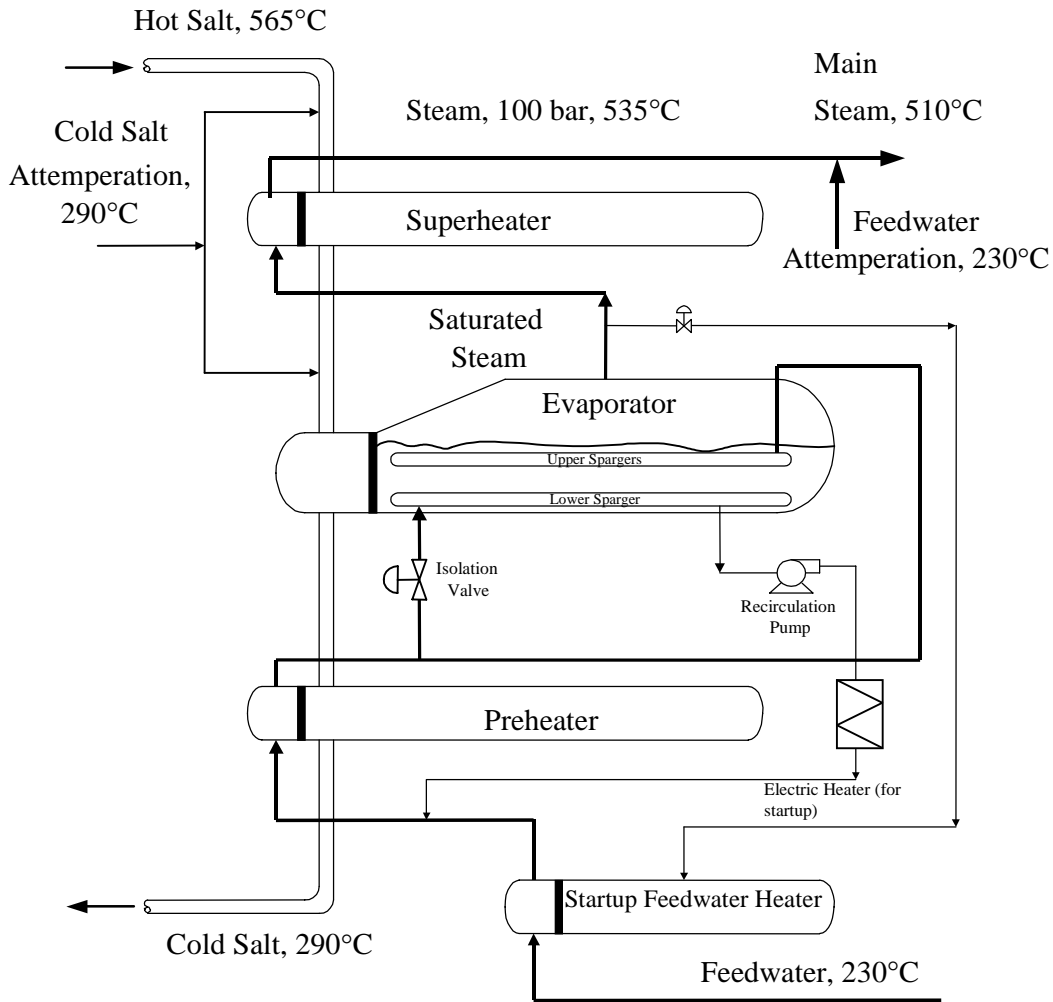 Hot Salt, 565°C
Main
Steam, 100 bar, 535°C
Steam, 510°C
Cold Salt
Attemperation,
290°C
Superheater
Feedwater
Attemperation, 230°C
Saturated
Steam
Evaporator
Upper Spargers
Lower Sparger
Isolation
Valve
Recirculation
Pump
Preheater
Electric Heater (for
startup)
Startup Feedwater Heater
Cold Salt, 290°C
Feedwater, 230°C